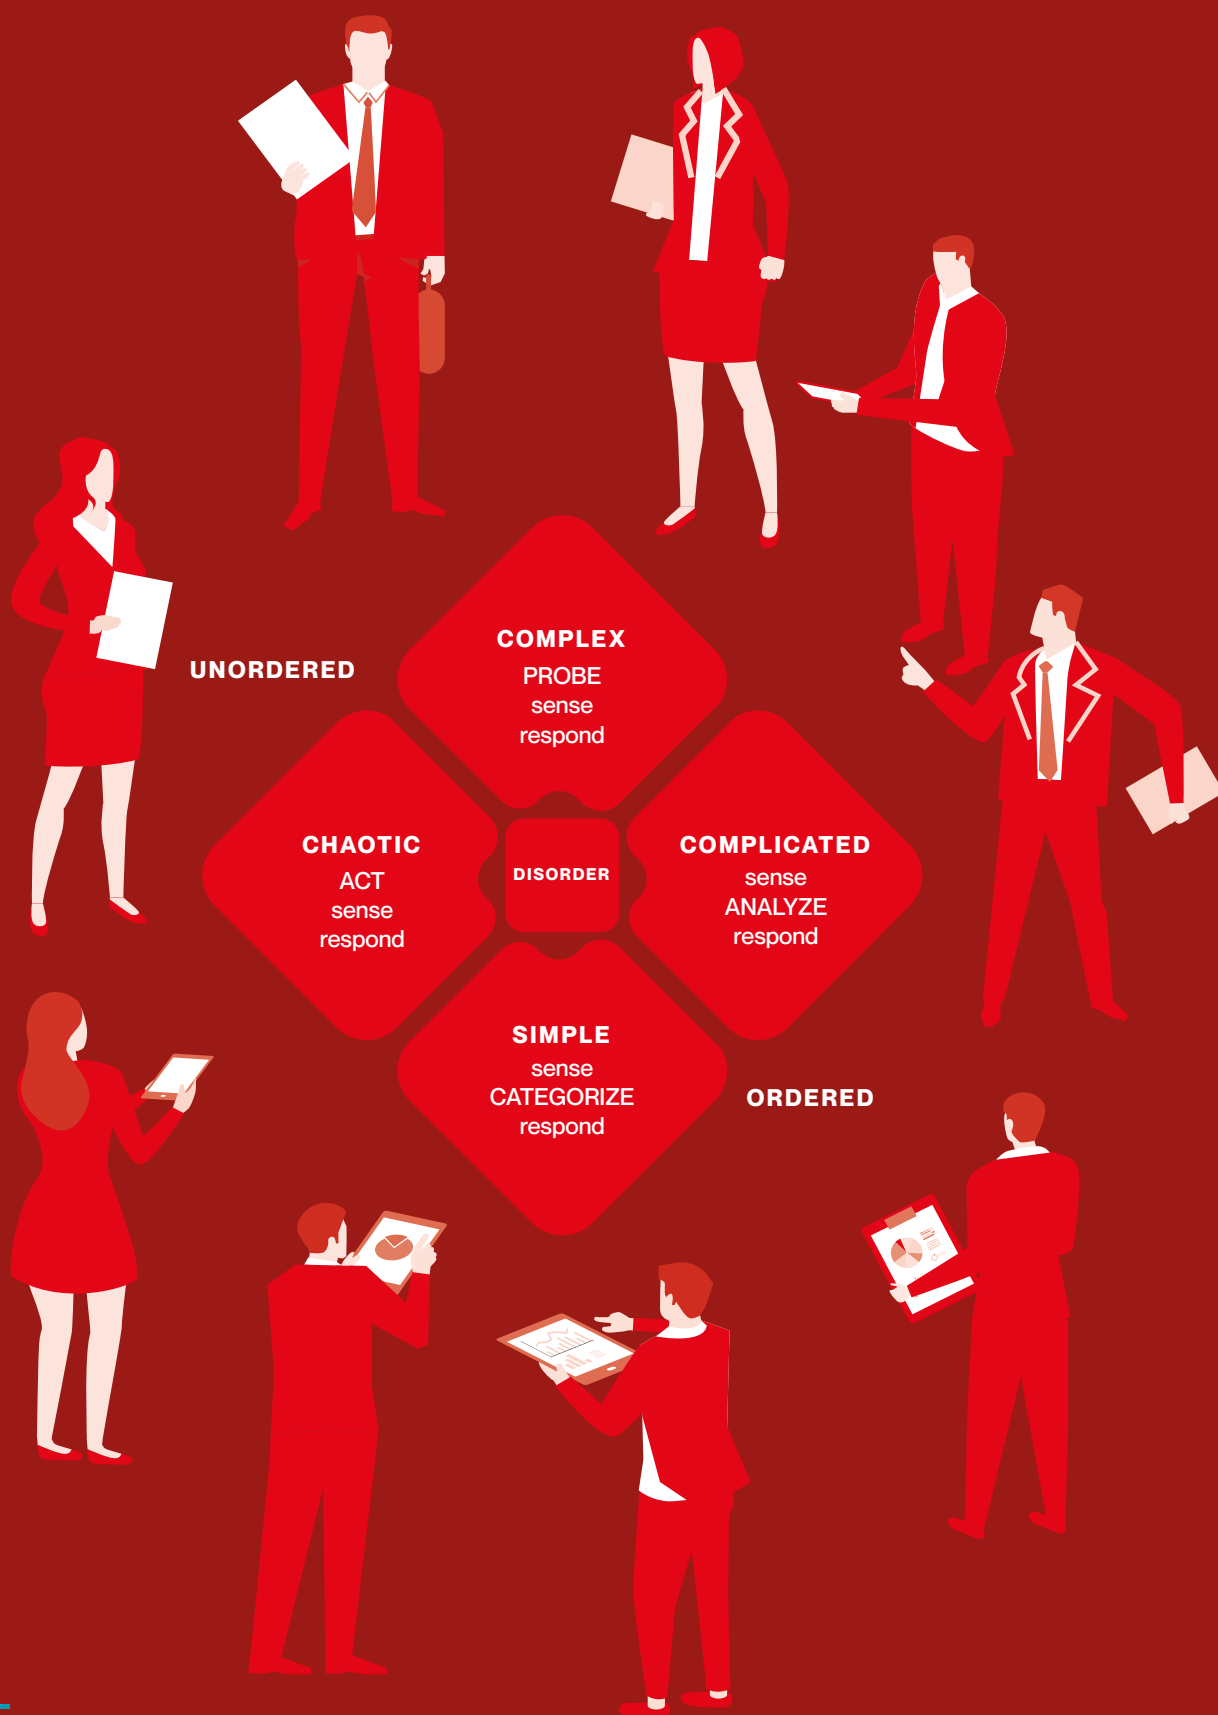 COMPLEX
PROBE
sense
respond
UNORDERED
CHAOTIC
ACT
sense
respond
DISORDER
COMPLICATED
sense
ANALYZE
respond
SIMPLE
sense
CATEGORIZE
respond
ORDERED